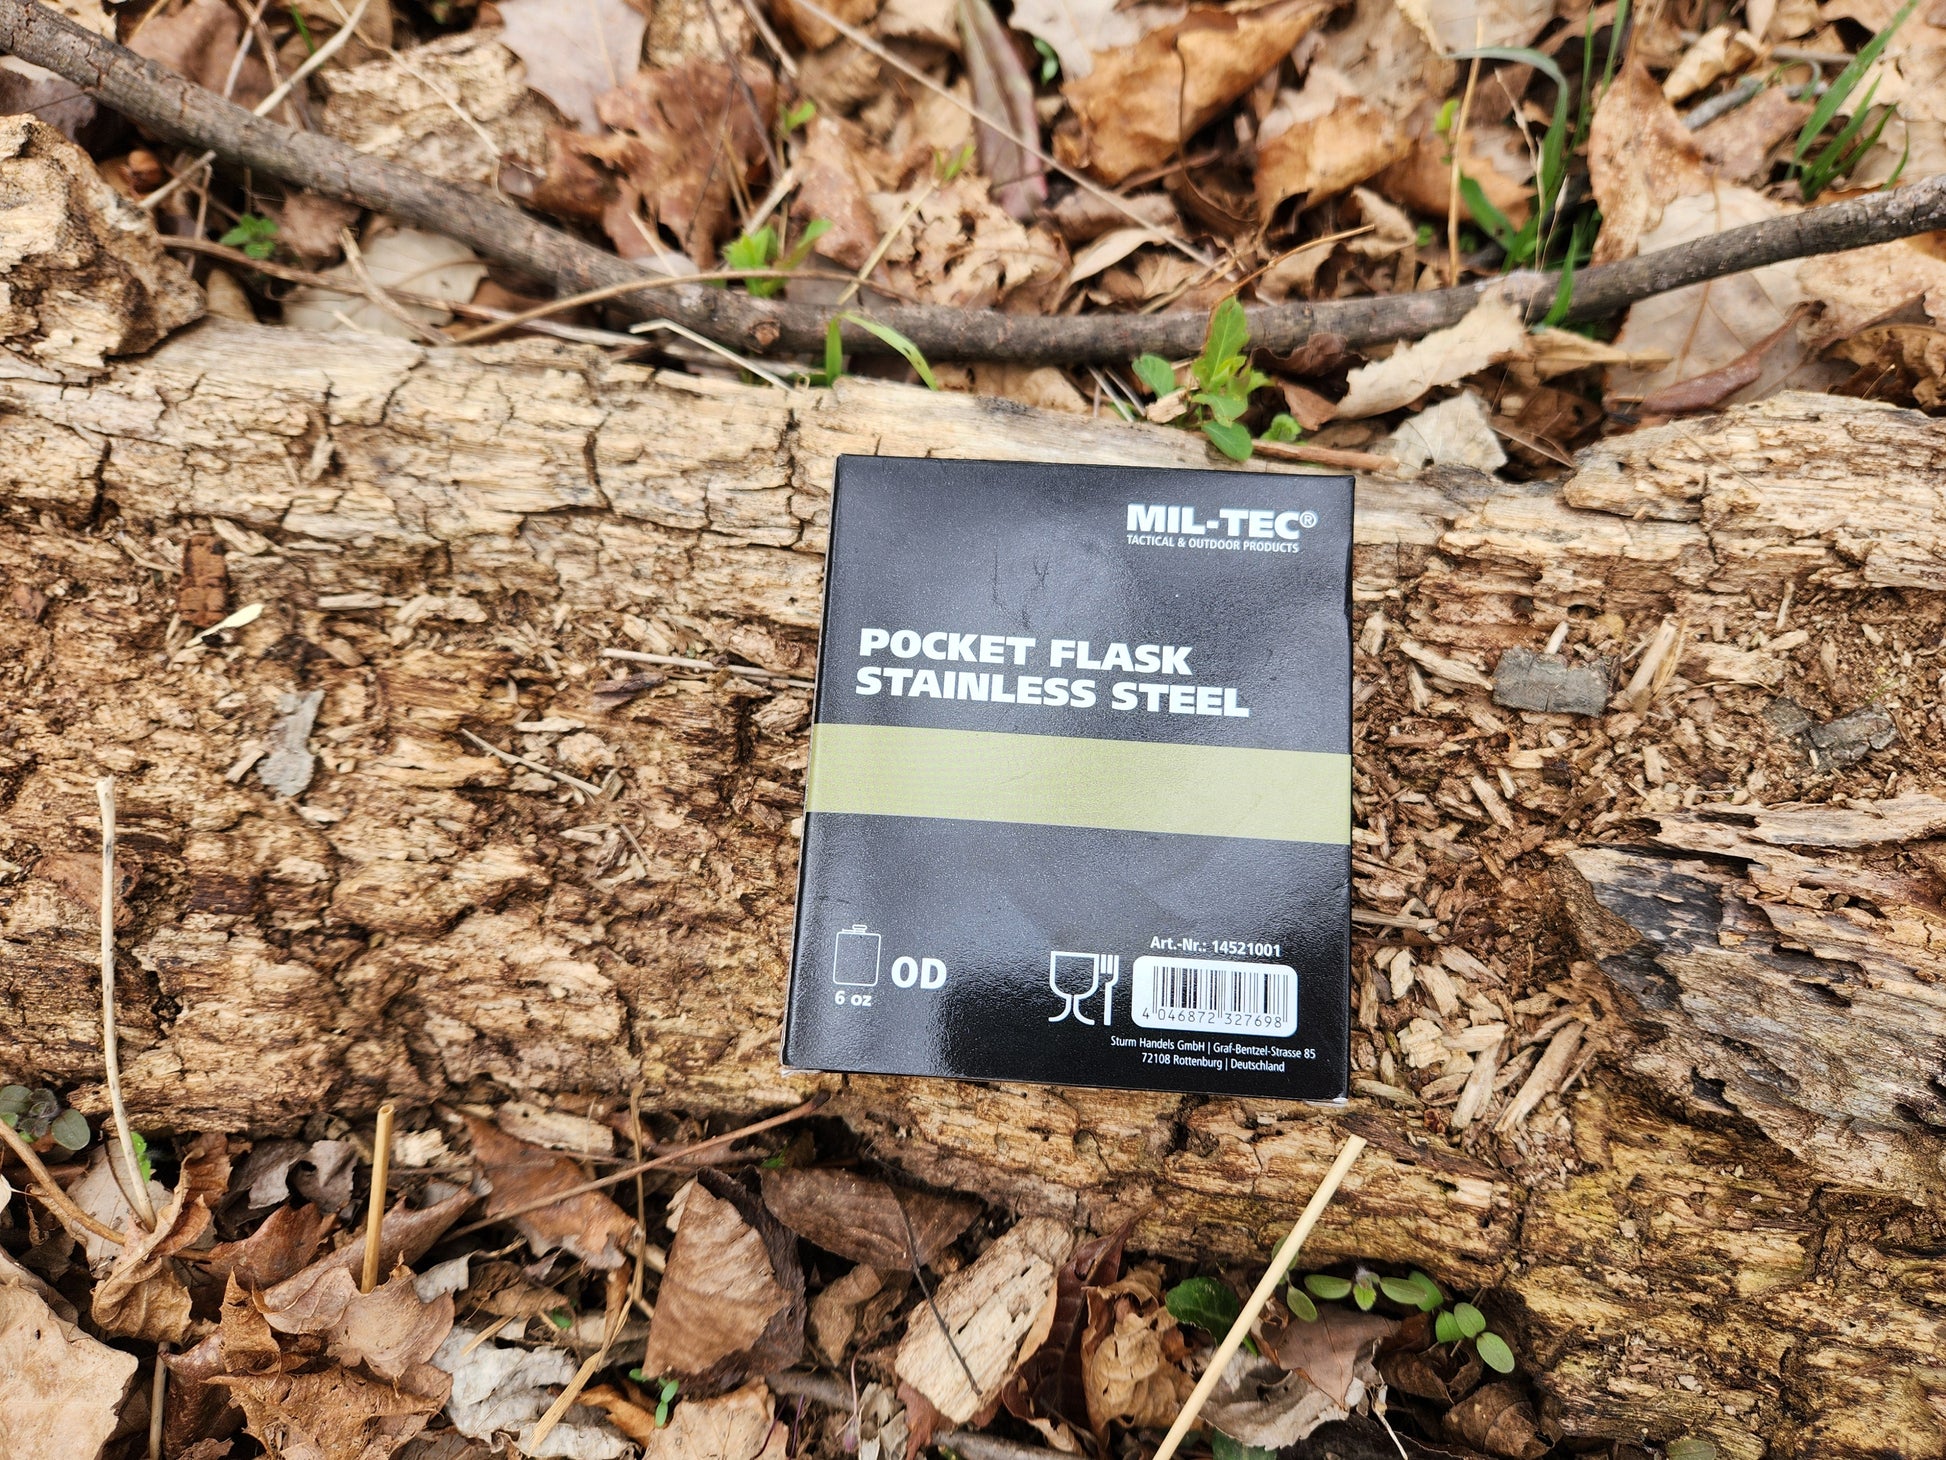 MIL-TEC®
TACTICAL & OUTDOOR PRODUCTS
POCKET FLASK
STAINLESS STEEL
6 oz
OD
Art.-Nr.: 14521001
4 046872 327698
Sturm Handels GmbH | Graf-Bentzel-Strasse 85
72108 Rottenburg | Deutschland